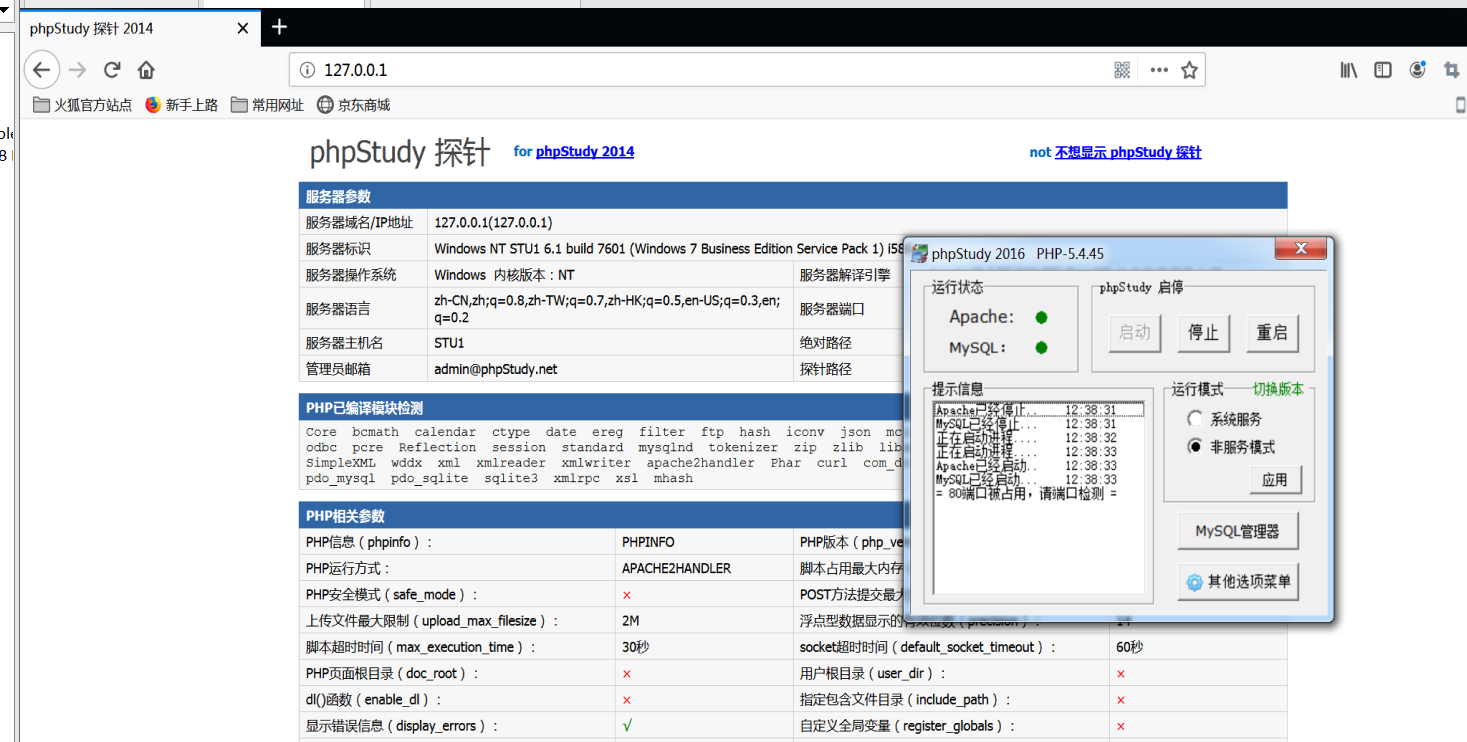 phpStudy 探针 2014
127.0.0.1
火狐官方站点 新手上路 常用网址 京东商城
8
phpStudy 探针 for phpStudy 2014 not 不想显示 phpStudy 探针
服务器参数
服务器域名/IP地址 127.0.0.1(127.0.0.1)
服务器标识 Windows NT STU1 6.1 build 7601 (Windows 7 Business Edition Service Pack 1) i58
服务器操作系统 Windows 内核版本：NT 服务器解译引擎
服务器语言 zh-CN,zh;q=0.8,zh-TW;q=0.7,zh-HK;q=0.5,en-US;q=0.3,en;
q=0.2 服务器端口
服务器主机名 STU1 绝对路径
管理员邮箱 admin@phpStudy.net 探针路径
PHP已编译模块检测
Core bcmath calendar ctype date ereg filter ftp hash iconv json mc
odbc pcre Reflection session standard mysqlnd tokenizer zip zlib lib
SimpleXML wddx xml xmlreader xmlwriter apache2handler Phar curl com_d
pdo_mysql pdo_sqlite sqlite3 xmlrpc xsl mhash
PHP相关参数
PHP信息（phpinfo）： PHPINFO PHP版本（php_ve
PHP运行方式： APACHE2HANDLER 脚本占用最大内存
PHP安全模式（safe_mode）： × POST方法提交最大
上传文件最大限制（upload_max_filesize）： 2M 浮点型数据显示的有效位数（precision）： 14
脚本超时时间（max_execution_time）： 30秒 socket超时时间（default_socket_timeout）： 60秒
PHP页面根目录（doc_root）： × 用户根目录（user_dir）： ×
dl()函数（enable_dl）： × 指定包含文件目录（include_path）： ×
显示错误信息（display_errors）： √ 自定义全局变量（register_globals）： ×
phpStudy 2016 PHP-5.4.45
运行状态
Apache:
MySQL:
phpStudy 启停
启动 停止 重启
提示信息
Apache已经停止.. 12:38:31
MySQL已经停止... 12:38:31
正在启动进程.... 12:38:32
正在启动进程.... 12:38:33
Apache已经启动.. 12:38:33
MySQL已经启动... 12:38:33
= 80端口被占用，请端口检测 =
运行模式 切换版本
系统服务
非服务模式
应用
MySQL管理器
其他选项菜单